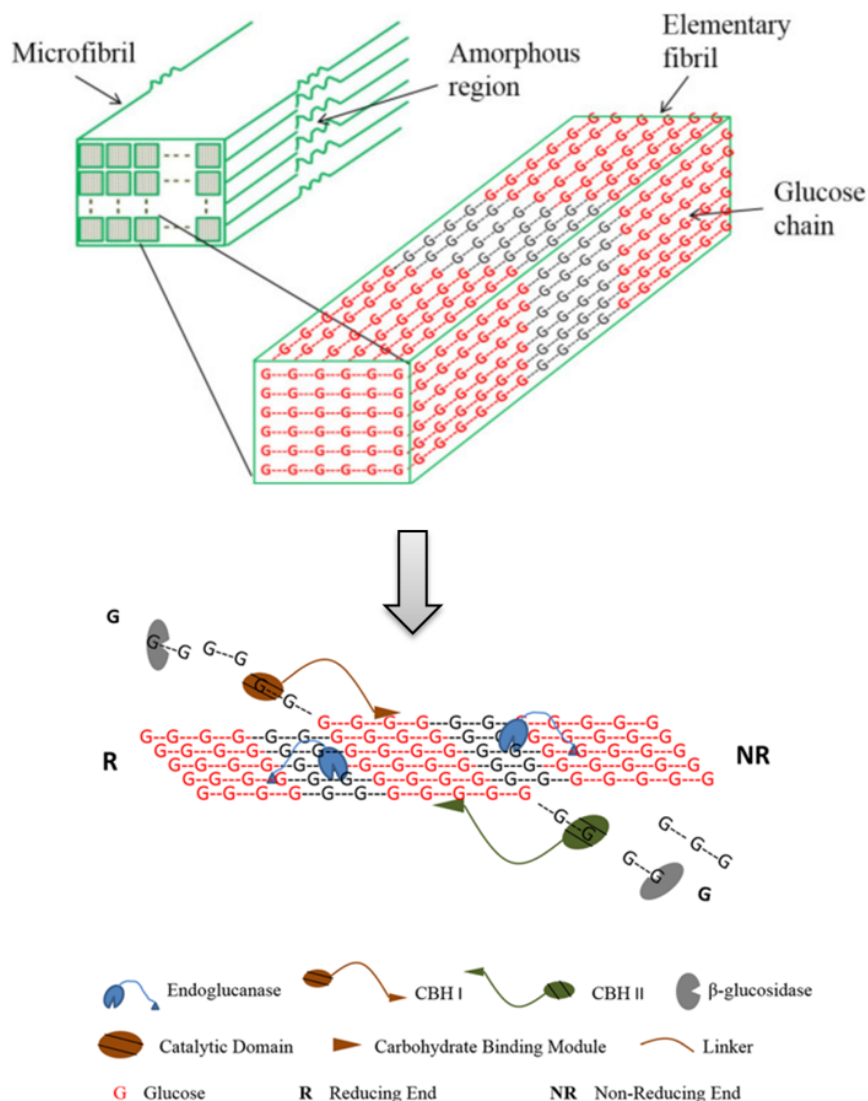 Microfibril
Amorphous
region
Elementary
fibril
Glucose
chain
G---G---G---G---G---G
G---G---G---G---G---G
G---G---G---G---G---G
G---G---G---G---G---G
G---G---G---G---G---G
G---G---G---G---G---G
G
G--G
G--G
G--G
R
NR
G--G
G--G--G
G--G
G
Endoglucanase
CBH I
CBH II
β-glucosidase
Catalytic Domain
Carbohydrate Binding Module
Linker
G Glucose
R Reducing End
NR Non-Reducing End